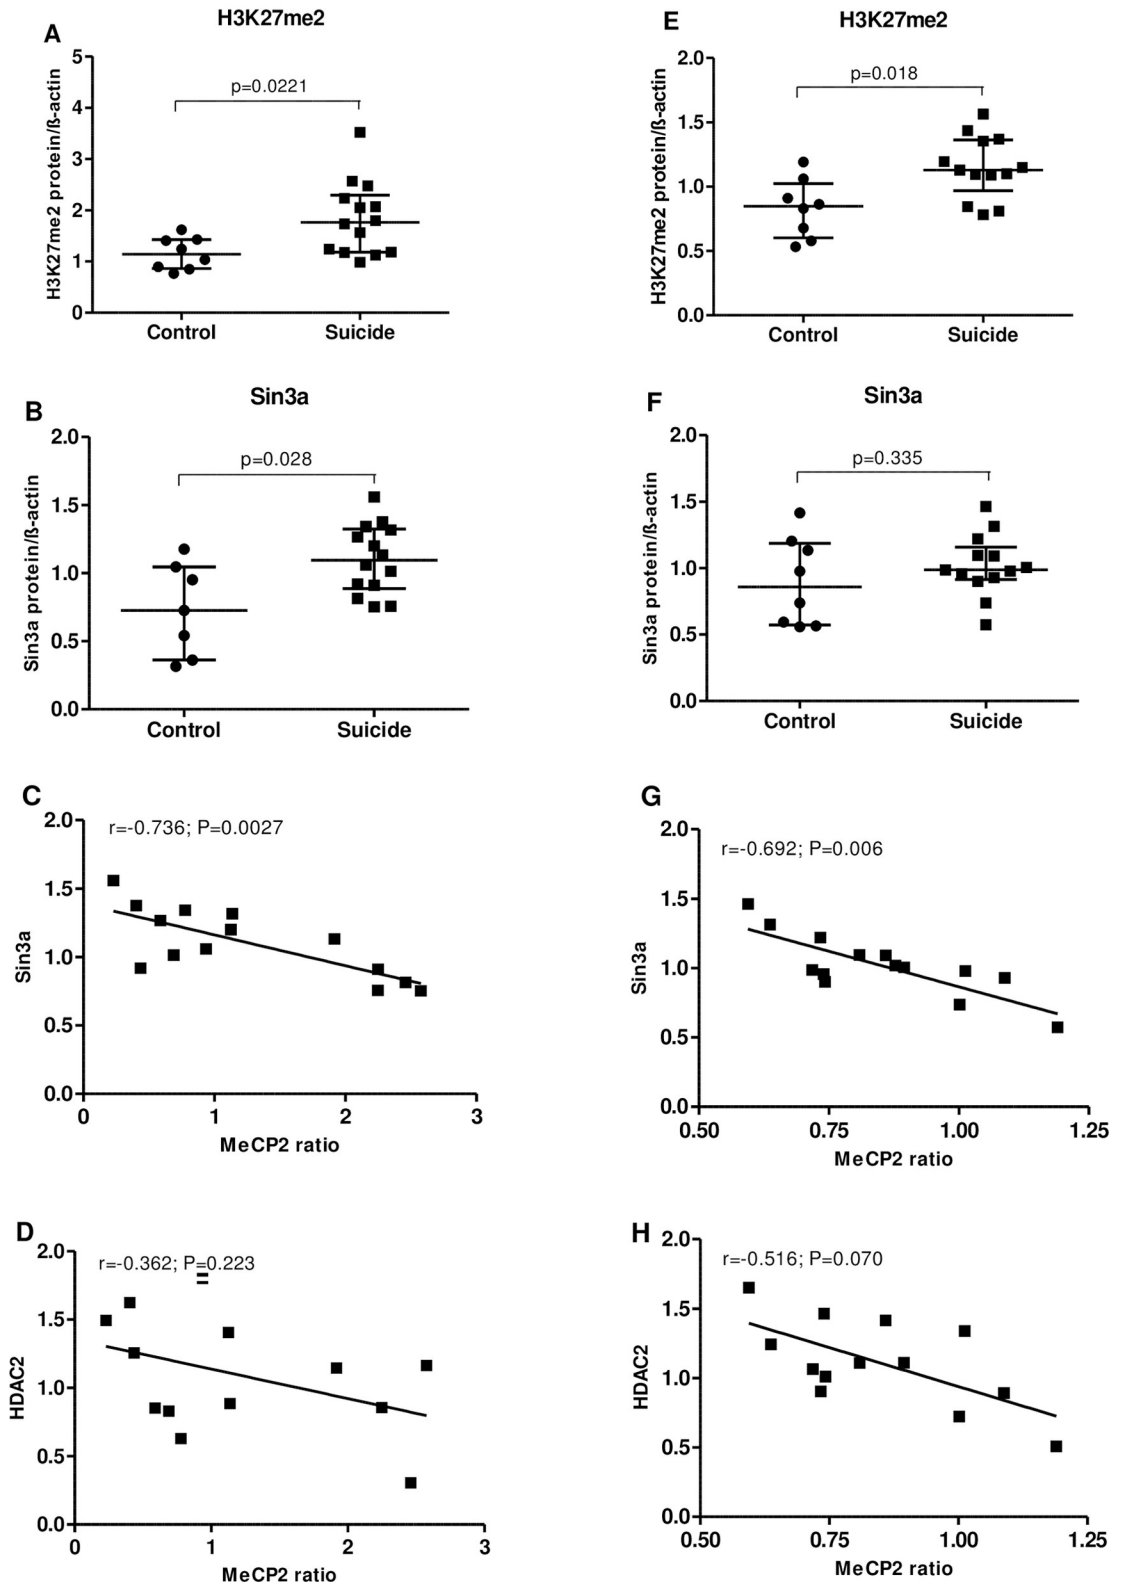 A
H3K27me2
H3K27me2 protein/ß-actin
5
4
3
2
1
0
p=0.0221
Control
Suicide
E
H3K27me2
H3K27me2 protein/ß-actin
2.0
1.5
1.0
0.5
0.0
p=0.018
Control
Suicide
B
Sin3a
Sin3a protein/ß-actin
2.0
1.5
1.0
0.5
0.0
p=0.028
Control
Suicide
F
Sin3a
Sin3a protein/ß-actin
2.0
1.5
1.0
0.5
0.0
p=0.335
Control
Suicide
C
r=-0.736; P=0.0027
Sin3a
2.0
1.5
1.0
0.5
0.0
0
1
2
3
MeCP2 ratio
G
r=-0.692; P=0.006
Sin3a
2.0
1.5
1.0
0.5
0.0
0.50
0.75
1.00
1.25
MeCP2 ratio
D
r=-0.362; P=0.223
HDAC2
2.0
1.5
1.0
0.5
0.0
0
1
2
3
MeCP2 ratio
H
r=-0.516; P=0.070
HDAC2
2.0
1.5
1.0
0.5
0.0
0.50
0.75
1.00
1.25
MeCP2 ratio